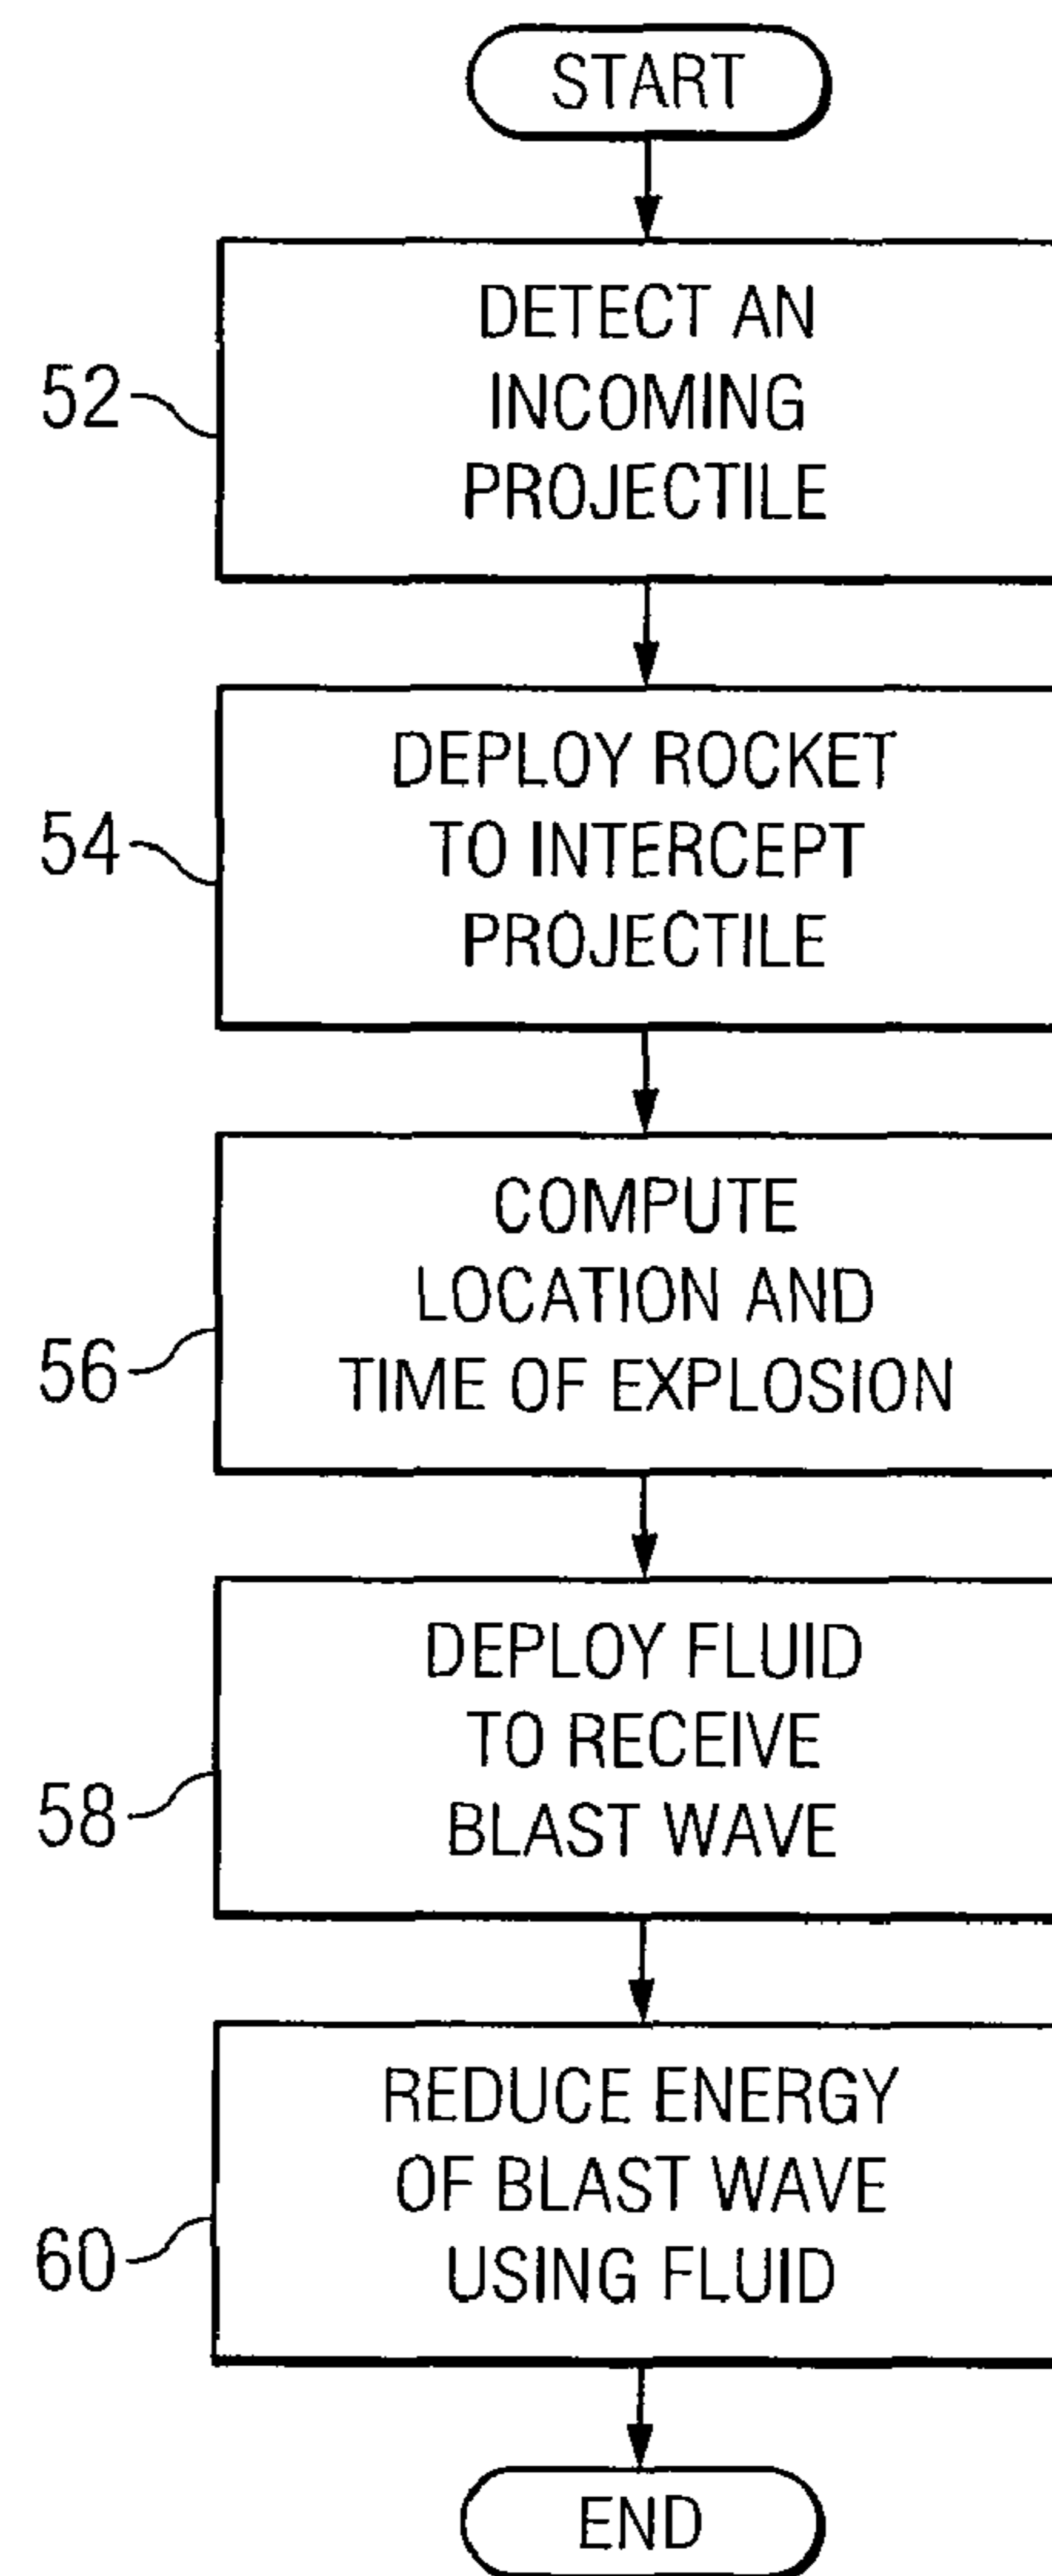 START
52
DETECT AN
INCOMING
PROJECTILE
54
DEPLOY ROCKET
TO INTERCEPT
PROJECTILE
56
COMPUTE
LOCATION AND
TIME OF EXPLOSION
58
DEPLOY FLUID
TO RECEIVE
BLAST WAVE
60
REDUCE ENERGY
OF BLAST WAVE
USING FLUID
END